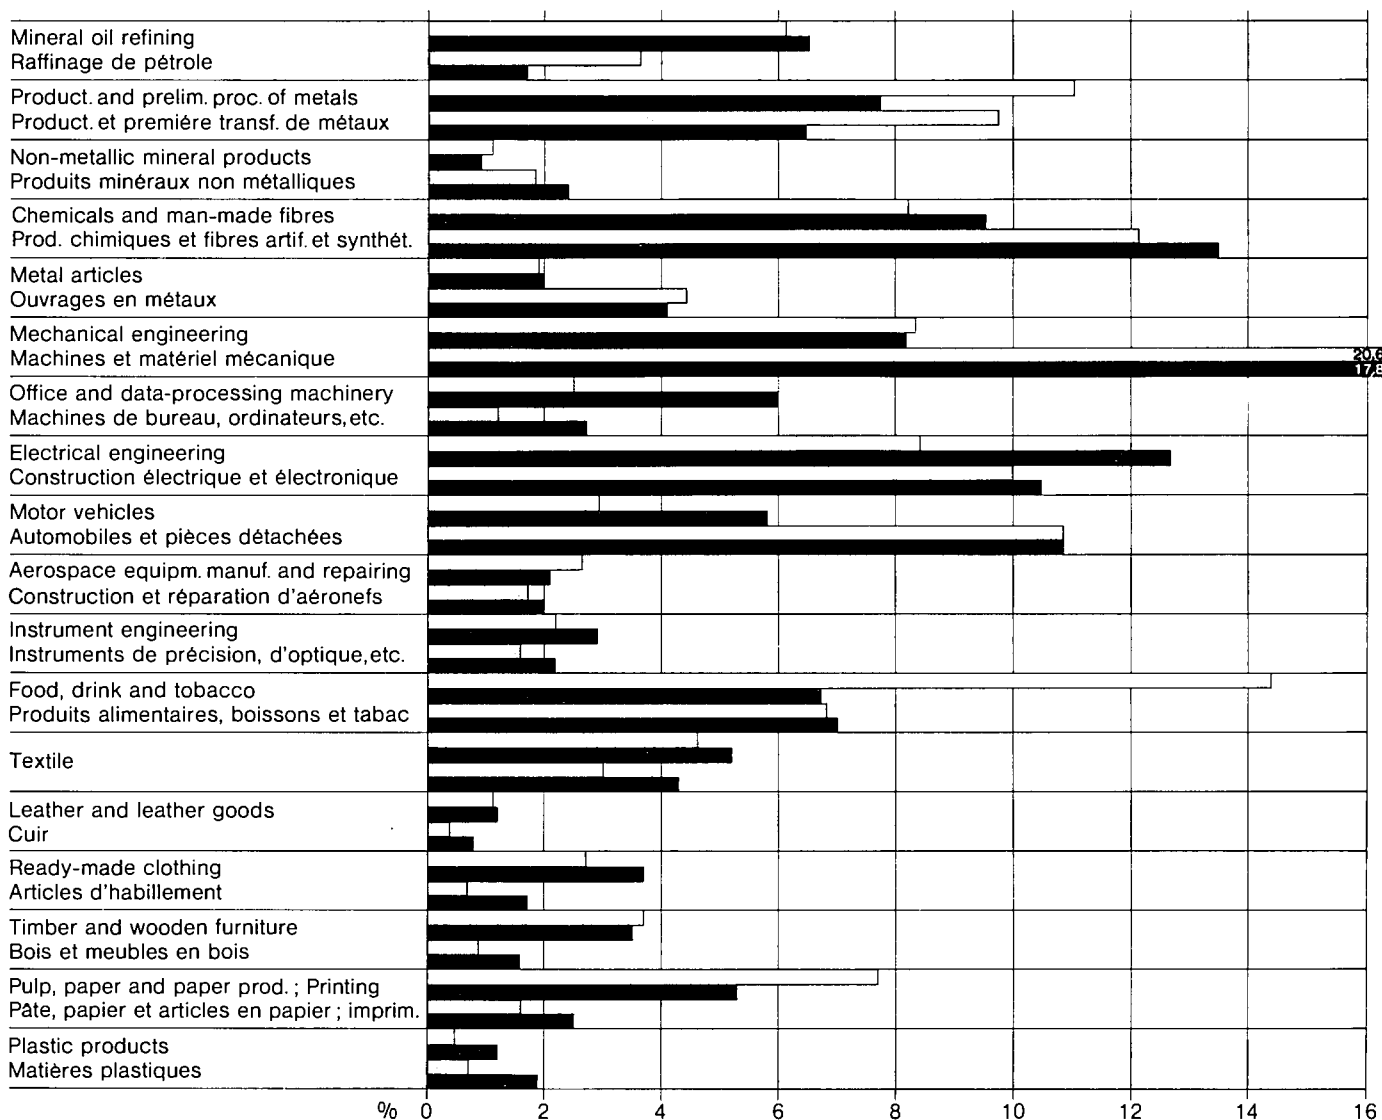 Mineral oil refining
Raffinage de pétrole
Product. and prelim. proc. of metals
Product. et premiére transf. de métaux
Non-metallic mineral products
Produits minéraux non métalliques
Chemicals and man-made fibres
Prod. chimiques et fibres artif. et synthét.
Metal articles
Ouvrages en métaux
Mechanical engineering
Machines et matériel mécanique
20,6
17,8
Office and data-processing machinery
Machines de bureau, ordinateurs, etc.
Electrical engineering
Construction électrique et électronique
Motor vehicles
Automobiles et pièces détachées
Aerospace equipm. manuf. and repairing
Construction et réparation d'aéronefs
Instrument engineering
Instruments de précision, d'optique, etc.
Food, drink and tobacco
Produits alimentaires, boissons et tabac
Textile
Leather and leather goods
Cuir
Ready-made clothing
Articles d'habillement
Timber and wooden furniture
Bois et meubles en bois
Pulp, paper and paper prod. ; Printing
Pâte, papier et articles en papier ; imprim.
Plastic products
Matières plastiques
% 0 2 4 6 8 10 12 14 16